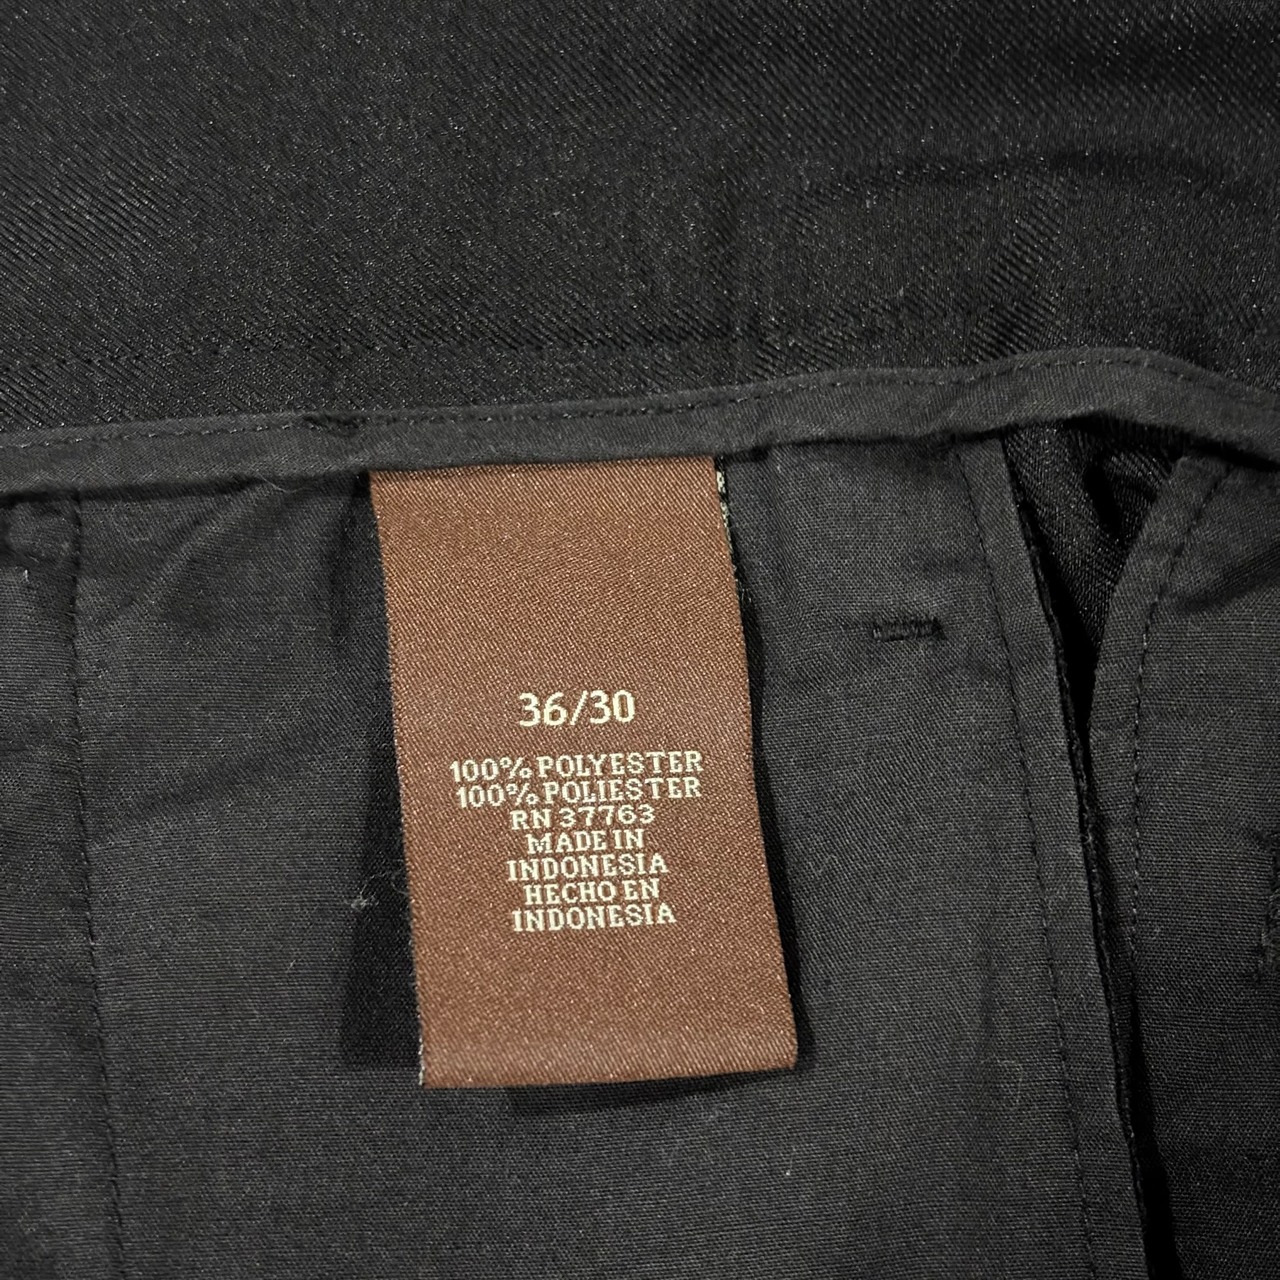 36/30
100% POLYESTER
100% POLIESTER
RN 37763
MADE IN
INDONESIA
HECHO EN
INDONESIA